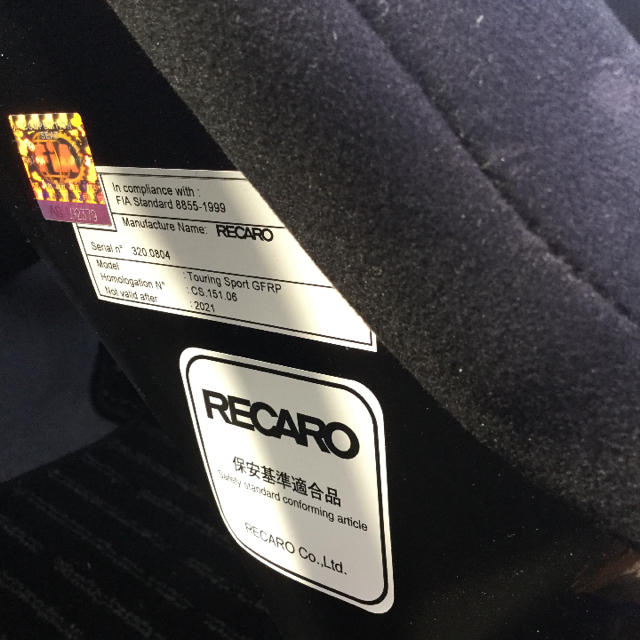 In compliance with :
FIA Standard 8855-1999
Manufacture Name: RECARO
Serial n° 320.0804
Model : Touring Sport GFRP
Homologation N° : CS.151.06
Not valid after : 2021
RECARO
保安基準適合品
Safety standard conforming article
RECARO Co.,Ltd.